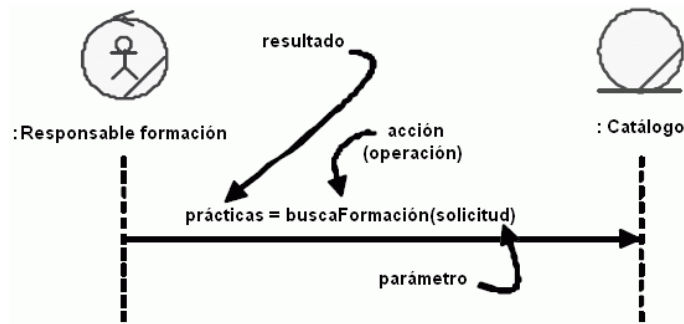 resultado
: Responsable formación
acción
(operación)
: Catálogo
prácticas = buscaFormación(solicitud)
parámetro